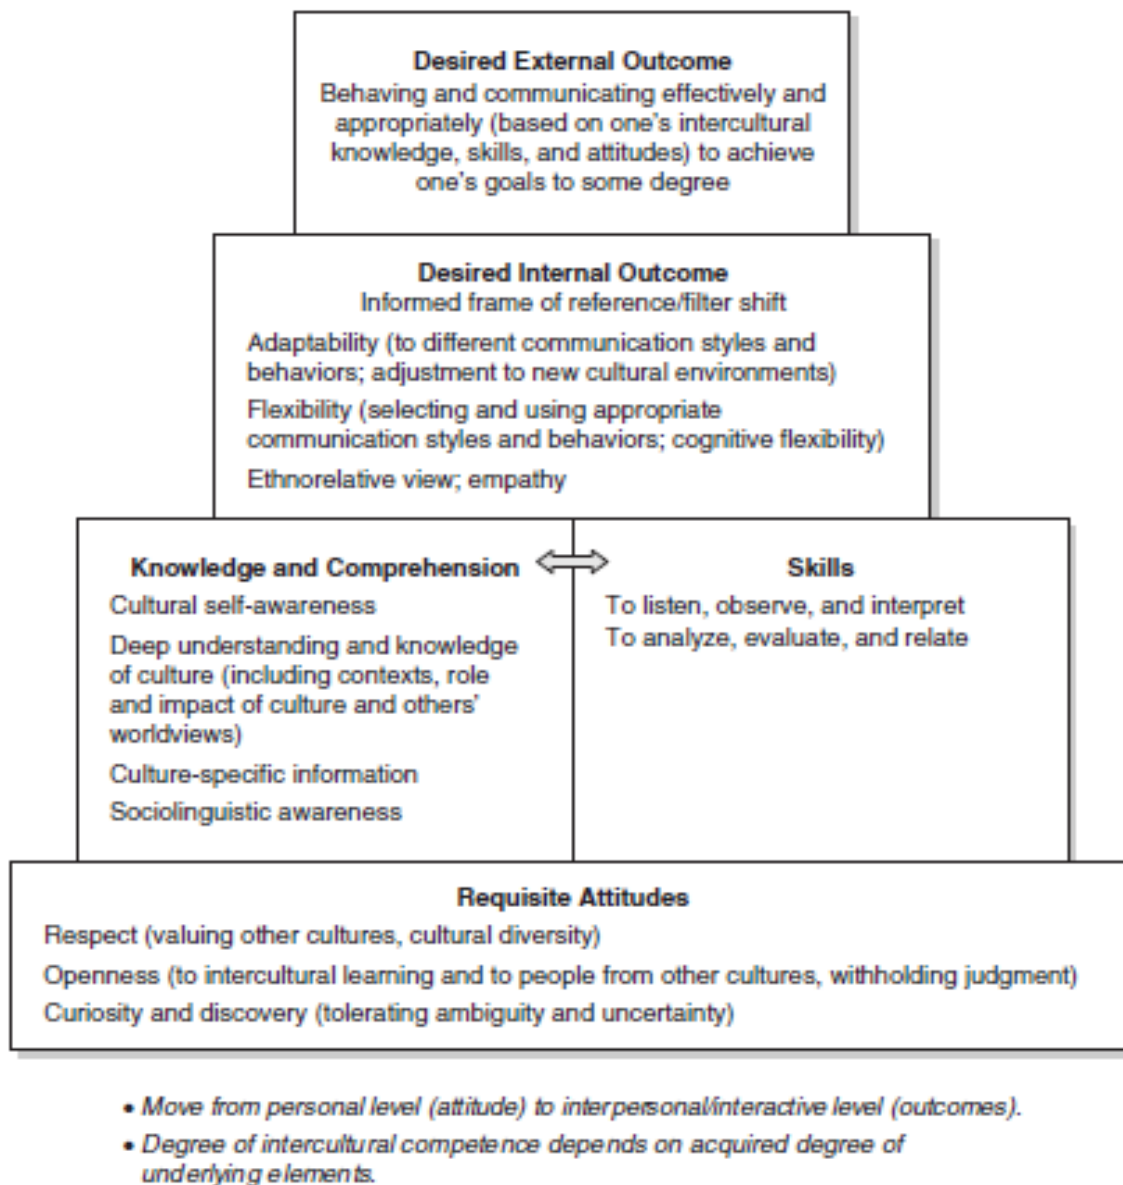 Desired External Outcome
Behaving and communicating effectively and
appropriately (based on one's intercultural
knowledge, skills, and attitudes) to achieve
one's goals to some degree
Desired Internal Outcome
Informed frame of reference/filter shift
Adaptability (to different communication styles and
behaviors; adjustment to new cultural environments)
Flexibility (selecting and using appropriate
communication styles and behaviors; cognitive flexibility)
Ethnorelative view; empathy
Knowledge and Comprehension
Cultural self-awareness
Deep understanding and knowledge
of culture (including contexts, role
and impact of culture and others'
worldviews)
Culture-specific information
Sociolinguistic awareness
Skills
To listen, observe, and interpret
To analyze, evaluate, and relate
Requisite Attitudes
Respect (valuing other cultures, cultural diversity)
Openness (to intercultural learning and to people from other cultures, withholding judgment)
Curiosity and discovery (tolerating ambiguity and uncertainty)
• Move from personal level (attitude) to interpersonal/interactive level (outcomes).
• Degree of intercultural competence depends on acquired degree of
underlying elements.